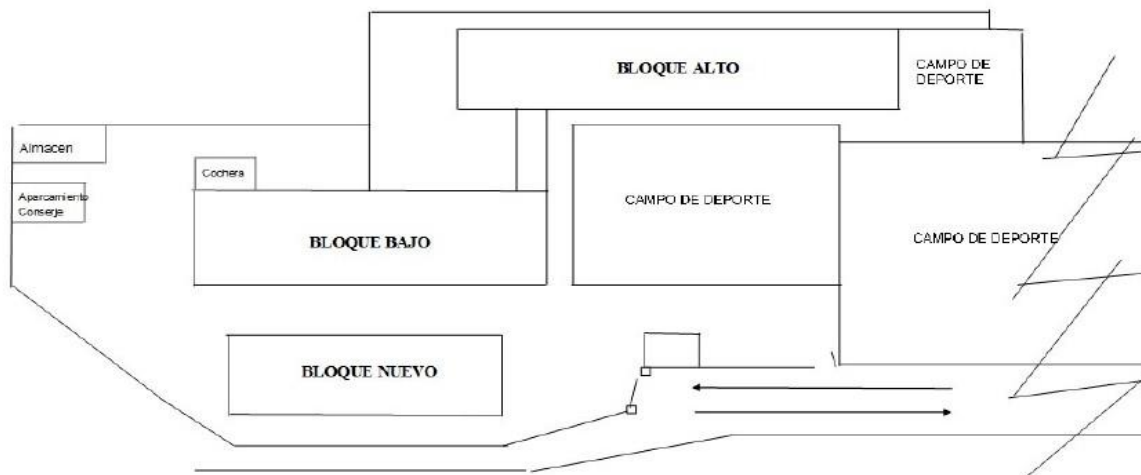 BLOQUE ALTO
CAMPO DE
DEPORTE
Almacen
Cochera
Aparcamiento
Conserje
CAMPO DE DEPORTE
BLOQUE BAJO
CAMPO DE DEPORTE
BLOQUE NUEVO